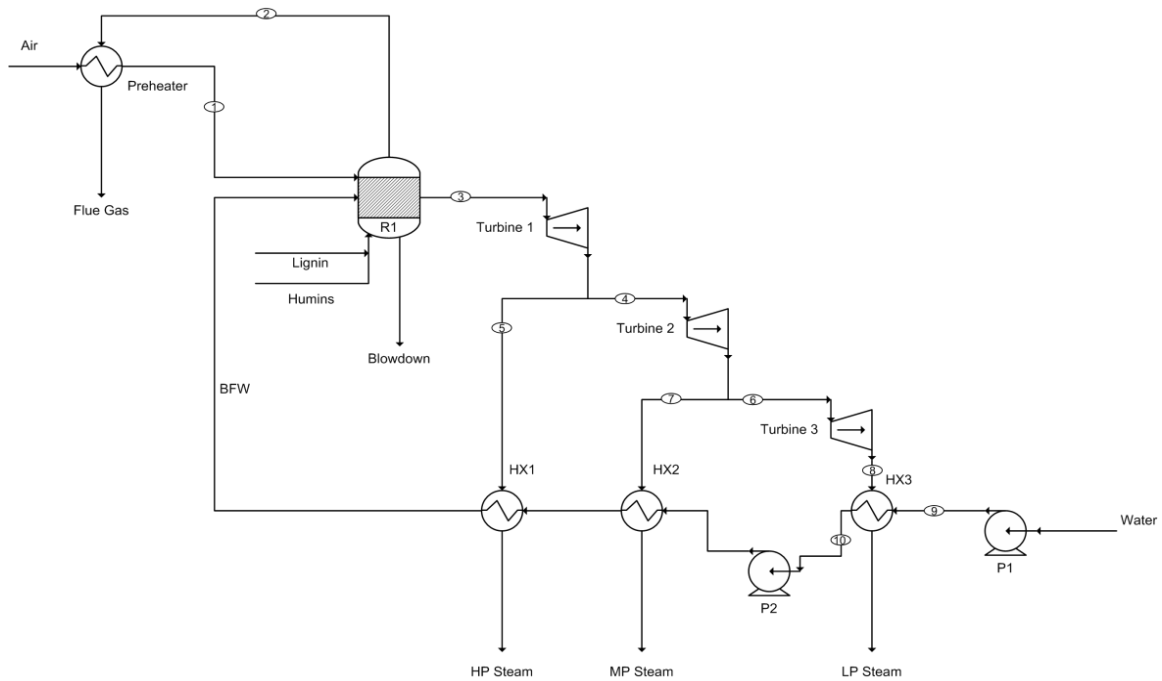 2
Air
Preheater
1
Flue Gas
R1
3
Turbine 1
Lignin
Humins
4
5
Turbine 2
Blowdown
BFW
7
6
Turbine 3
HX1
HX2
8
HX3
9
Water
10
P1
P2
HP Steam
MP Steam
LP Steam